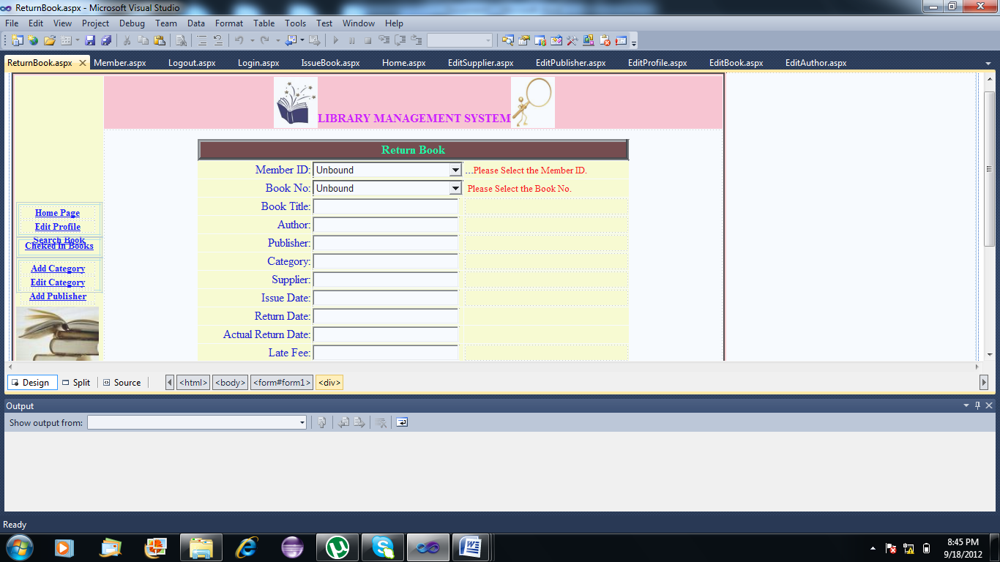 ReturnBook.aspx - Microsoft Visual Studio
File Edit View Project Debug Team Data Format Table Tools Test Window Help
ReturnBook.aspx Member.aspx Logout.aspx Login.aspx IssueBook.aspx Home.aspx EditSupplier.aspx EditPublisher.aspx EditProfile.aspx EditBook.aspx EditAuthor.aspx
LIBRARY MANAGEMENT SYSTEM
Return Book
Member ID: Unbound ...Please Select the Member ID.
Book No: Unbound Please Select the Book No.
Book Title:
Author:
Publisher:
Category:
Supplier:
Issue Date:
Return Date:
Actual Return Date:
Late Fee:
Home Page
Edit Profile
Search Book
Cheked In Books
Add Category
Edit Category
Add Publisher
Design Split Source <html> <body> <form#form1> <div>
Output
Show output from:
Ready
8:45 PM
9/18/2012